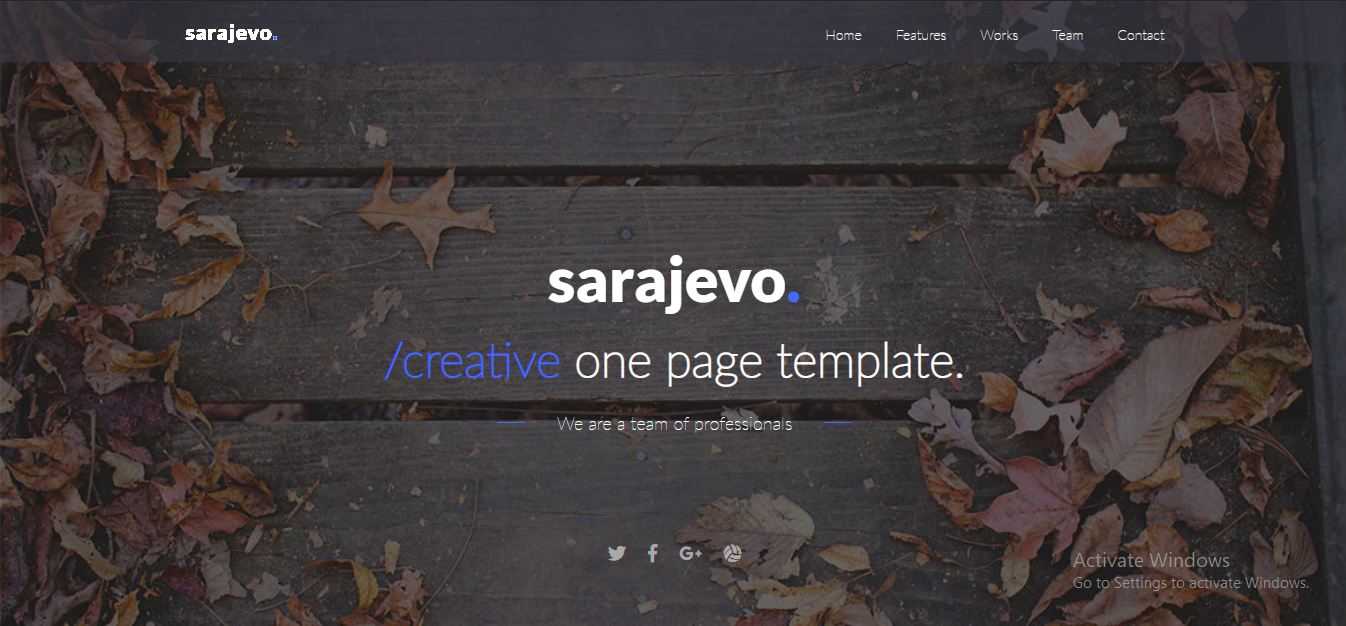 sarajevo.
Home Features Works Team Contact
sarajevo.
/creative one page template.
We are a team of professionals
G+
Activate Windows
Go to Settings to activate Windows.